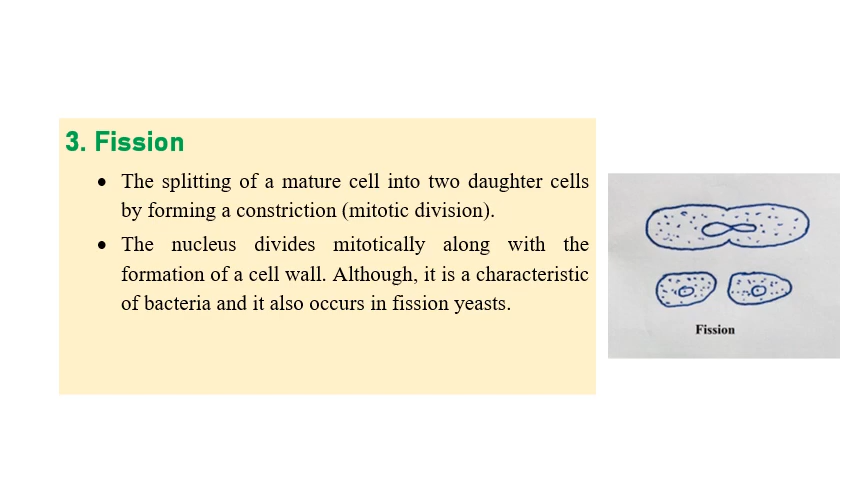 3. Fission
• The splitting of a mature cell into two daughter cells
by forming a constriction (mitotic division).
• The nucleus divides mitotically along with the
formation of a cell wall. Although, it is a characteristic
of bacteria and it also occurs in fission yeasts.
Fission